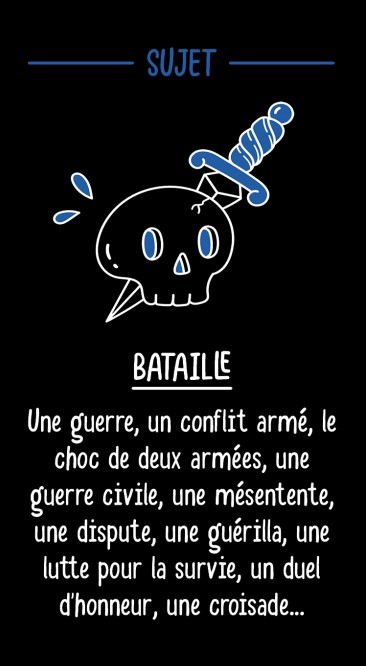 SUJET
BATAILLE
Une guerre, un conflit armé, le
choc de deux armées, une
guerre civile, une mésentente,
une dispute, une guérilla, une
lutte pour la survie, un duel
d'honneur, une croisade...